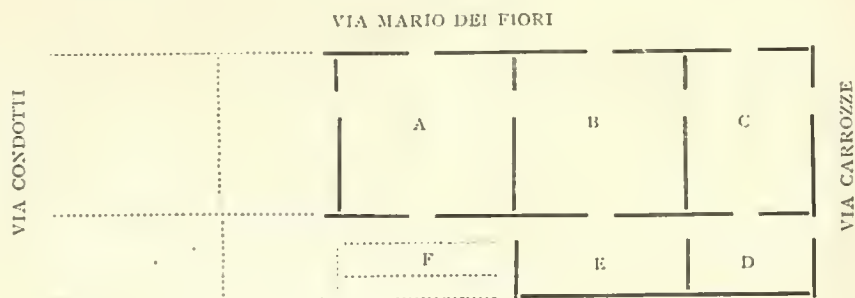 VIA MARIO DEI FIORI
VIA CONDOTTI
A
B
C
VIA CARROZZE
F
E
D